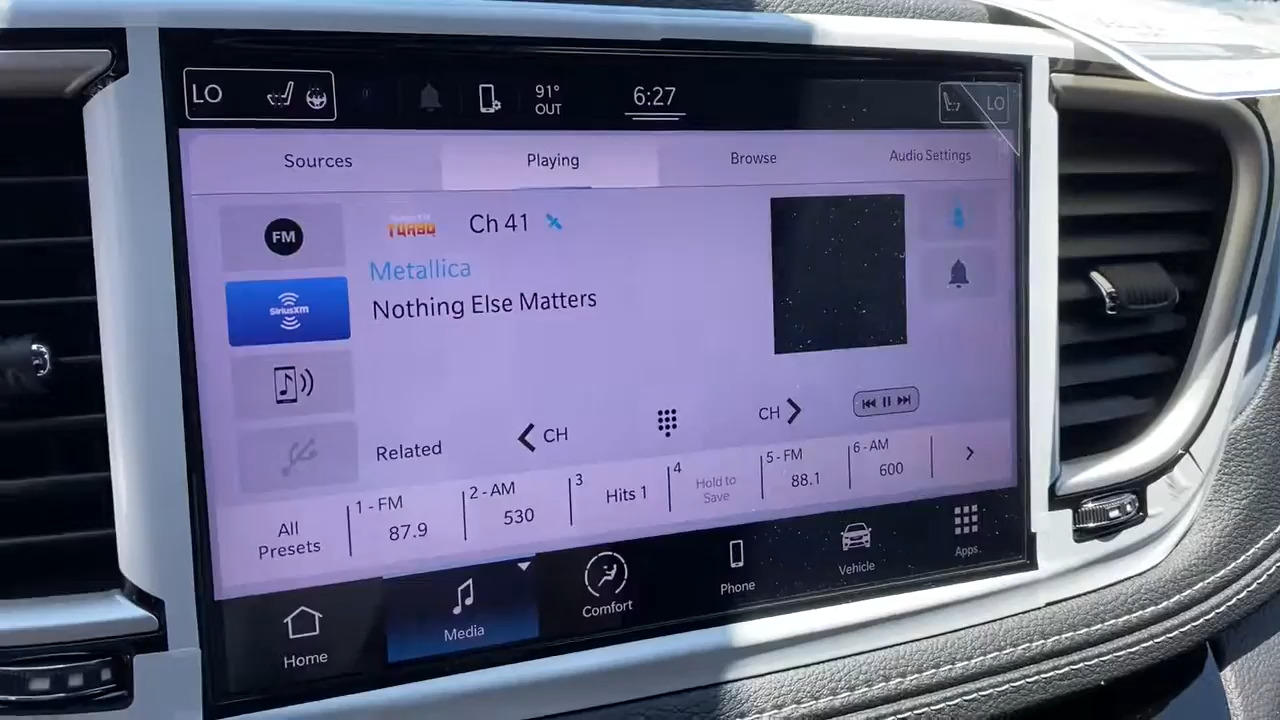 LO
91°
OUT
6:27
LO
Sources
Playing
Browse
Audio Settings
FM
TURBO
Ch 41
SiriusXM
Metallica
Nothing Else Matters
Related
CH
CH
All
Presets
1 - FM
87.9
2 - AM
530
3
Hits 1
4
Hold to
Save
5 - FM
88.1
6 - AM
600
Home
Media
Comfort
Phone
Vehicle
Apps